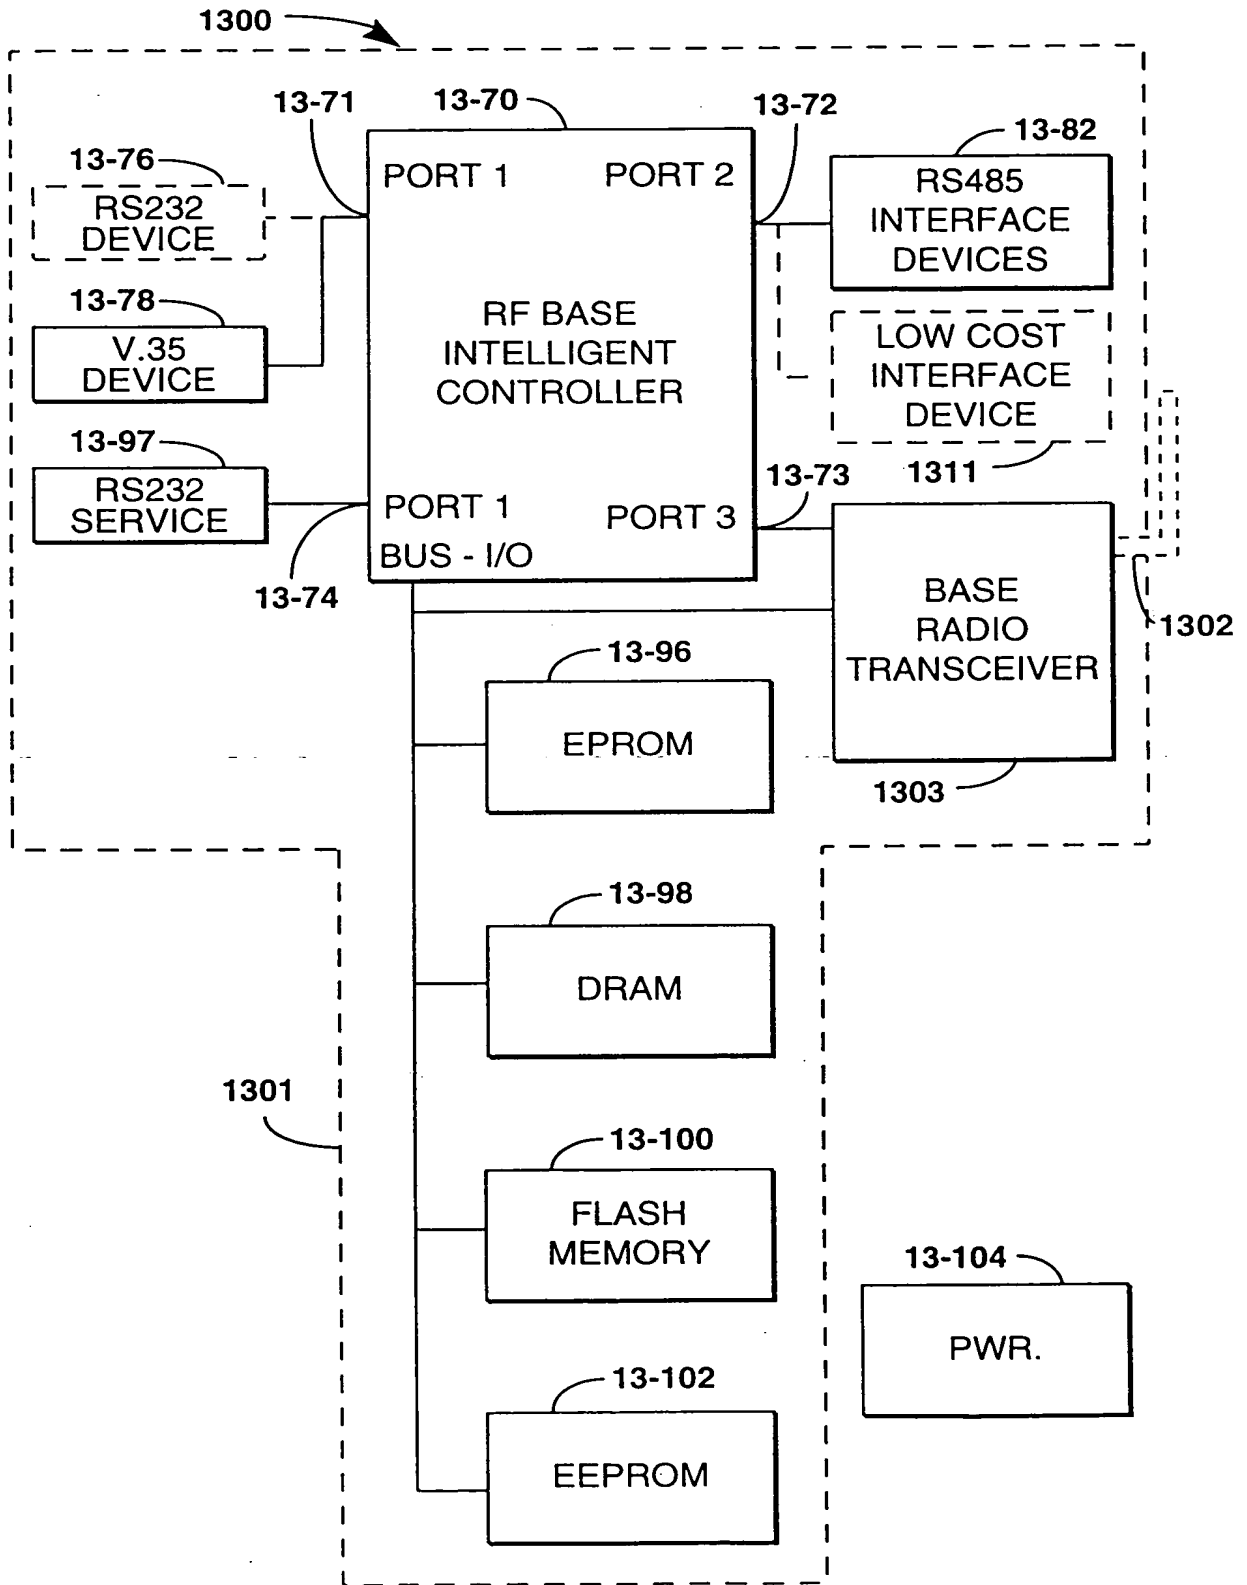 1300
13-71
13-70
13-72
13-82
13-76
RS232
DEVICE
PORT 1
PORT 2
RS485
INTERFACE
DEVICES
13-78
V.35
DEVICE
RF BASE
INTELLIGENT
CONTROLLER
LOW COST
INTERFACE
DEVICE
1311
13-97
RS232
SERVICE
13-73
PORT 1
BUS - I/O
PORT 3
13-74
BASE
RADIO
TRANSCEIVER
1302
13-96
EPROM
1303
13-98
DRAM
1301
13-100
FLASH
MEMORY
13-104
PWR.
13-102
EEPROM